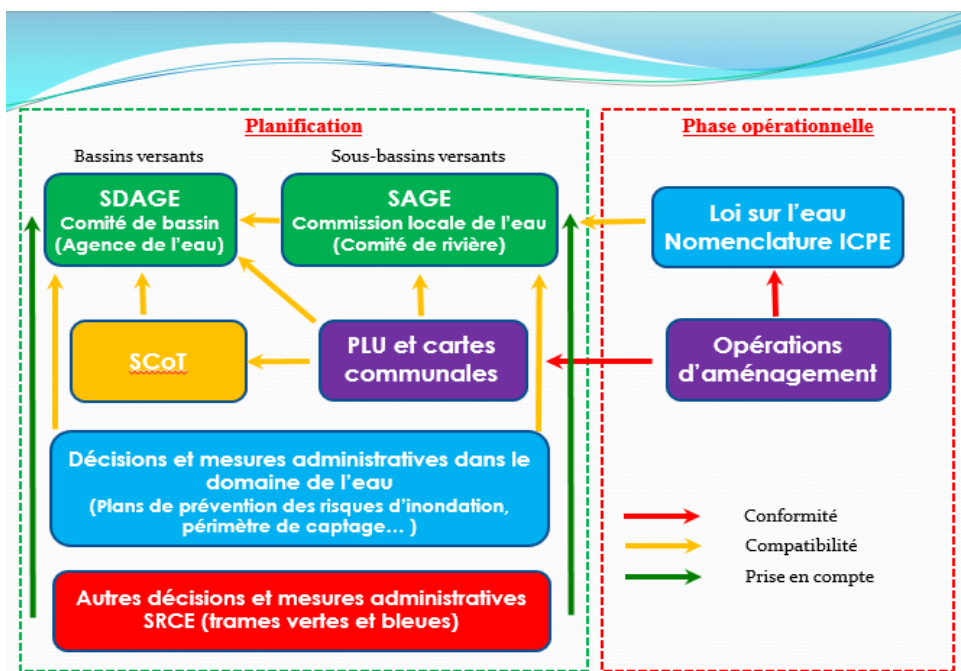 Planification
Phase opérationnelle
Bassins versants
Sous-bassins versants
SDAGE
Comité de bassin
(Agence de l'eau)
SAGE
Commission locale de l'eau
(Comité de rivière)
Loi sur l'eau
Nomenclature ICPE
SCoT
PLU et cartes
communales
Opérations
d'aménagement
Décisions et mesures administratives dans le
domaine de l'eau
(Plans de prévention des risques d'inondation,
périmètre de captage... )
Conformité
Compatibilité
Prise en compte
Autres décisions et mesures administratives
SRCE (trames vertes et bleues)